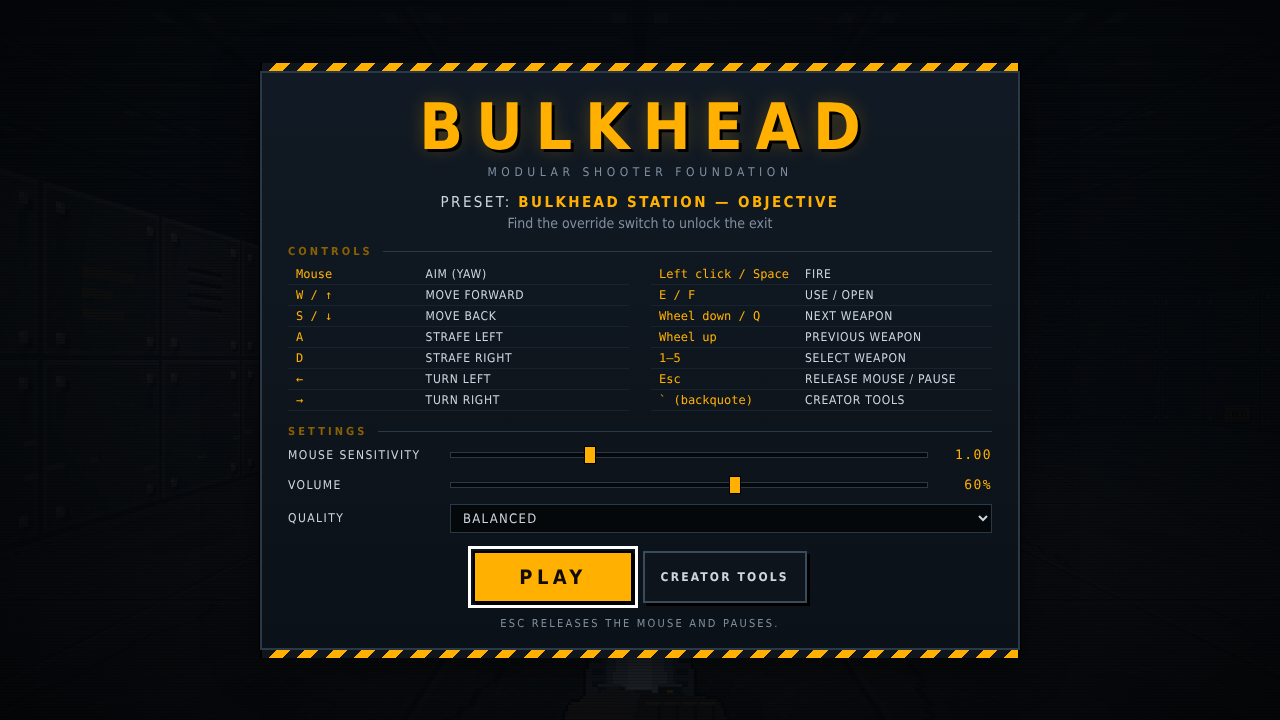 BULKHEAD
MODULAR SHOOTER FOUNDATION
PRESET: BULKHEAD STATION — OBJECTIVE
Find the override switch to unlock the exit
CONTROLS
Mouse AIM (YAW)
W / ↑ MOVE FORWARD
S / ↓ MOVE BACK
A STRAFE LEFT
D STRAFE RIGHT
← TURN LEFT
→ TURN RIGHT
Left click / Space FIRE
E / F USE / OPEN
Wheel down / Q NEXT WEAPON
Wheel up PREVIOUS WEAPON
1–5 SELECT WEAPON
Esc RELEASE MOUSE / PAUSE
` (backquote) CREATOR TOOLS
SETTINGS
MOUSE SENSITIVITY 1.00
VOLUME 60%
QUALITY BALANCED
PLAY CREATOR TOOLS
ESC RELEASES THE MOUSE AND PAUSES.